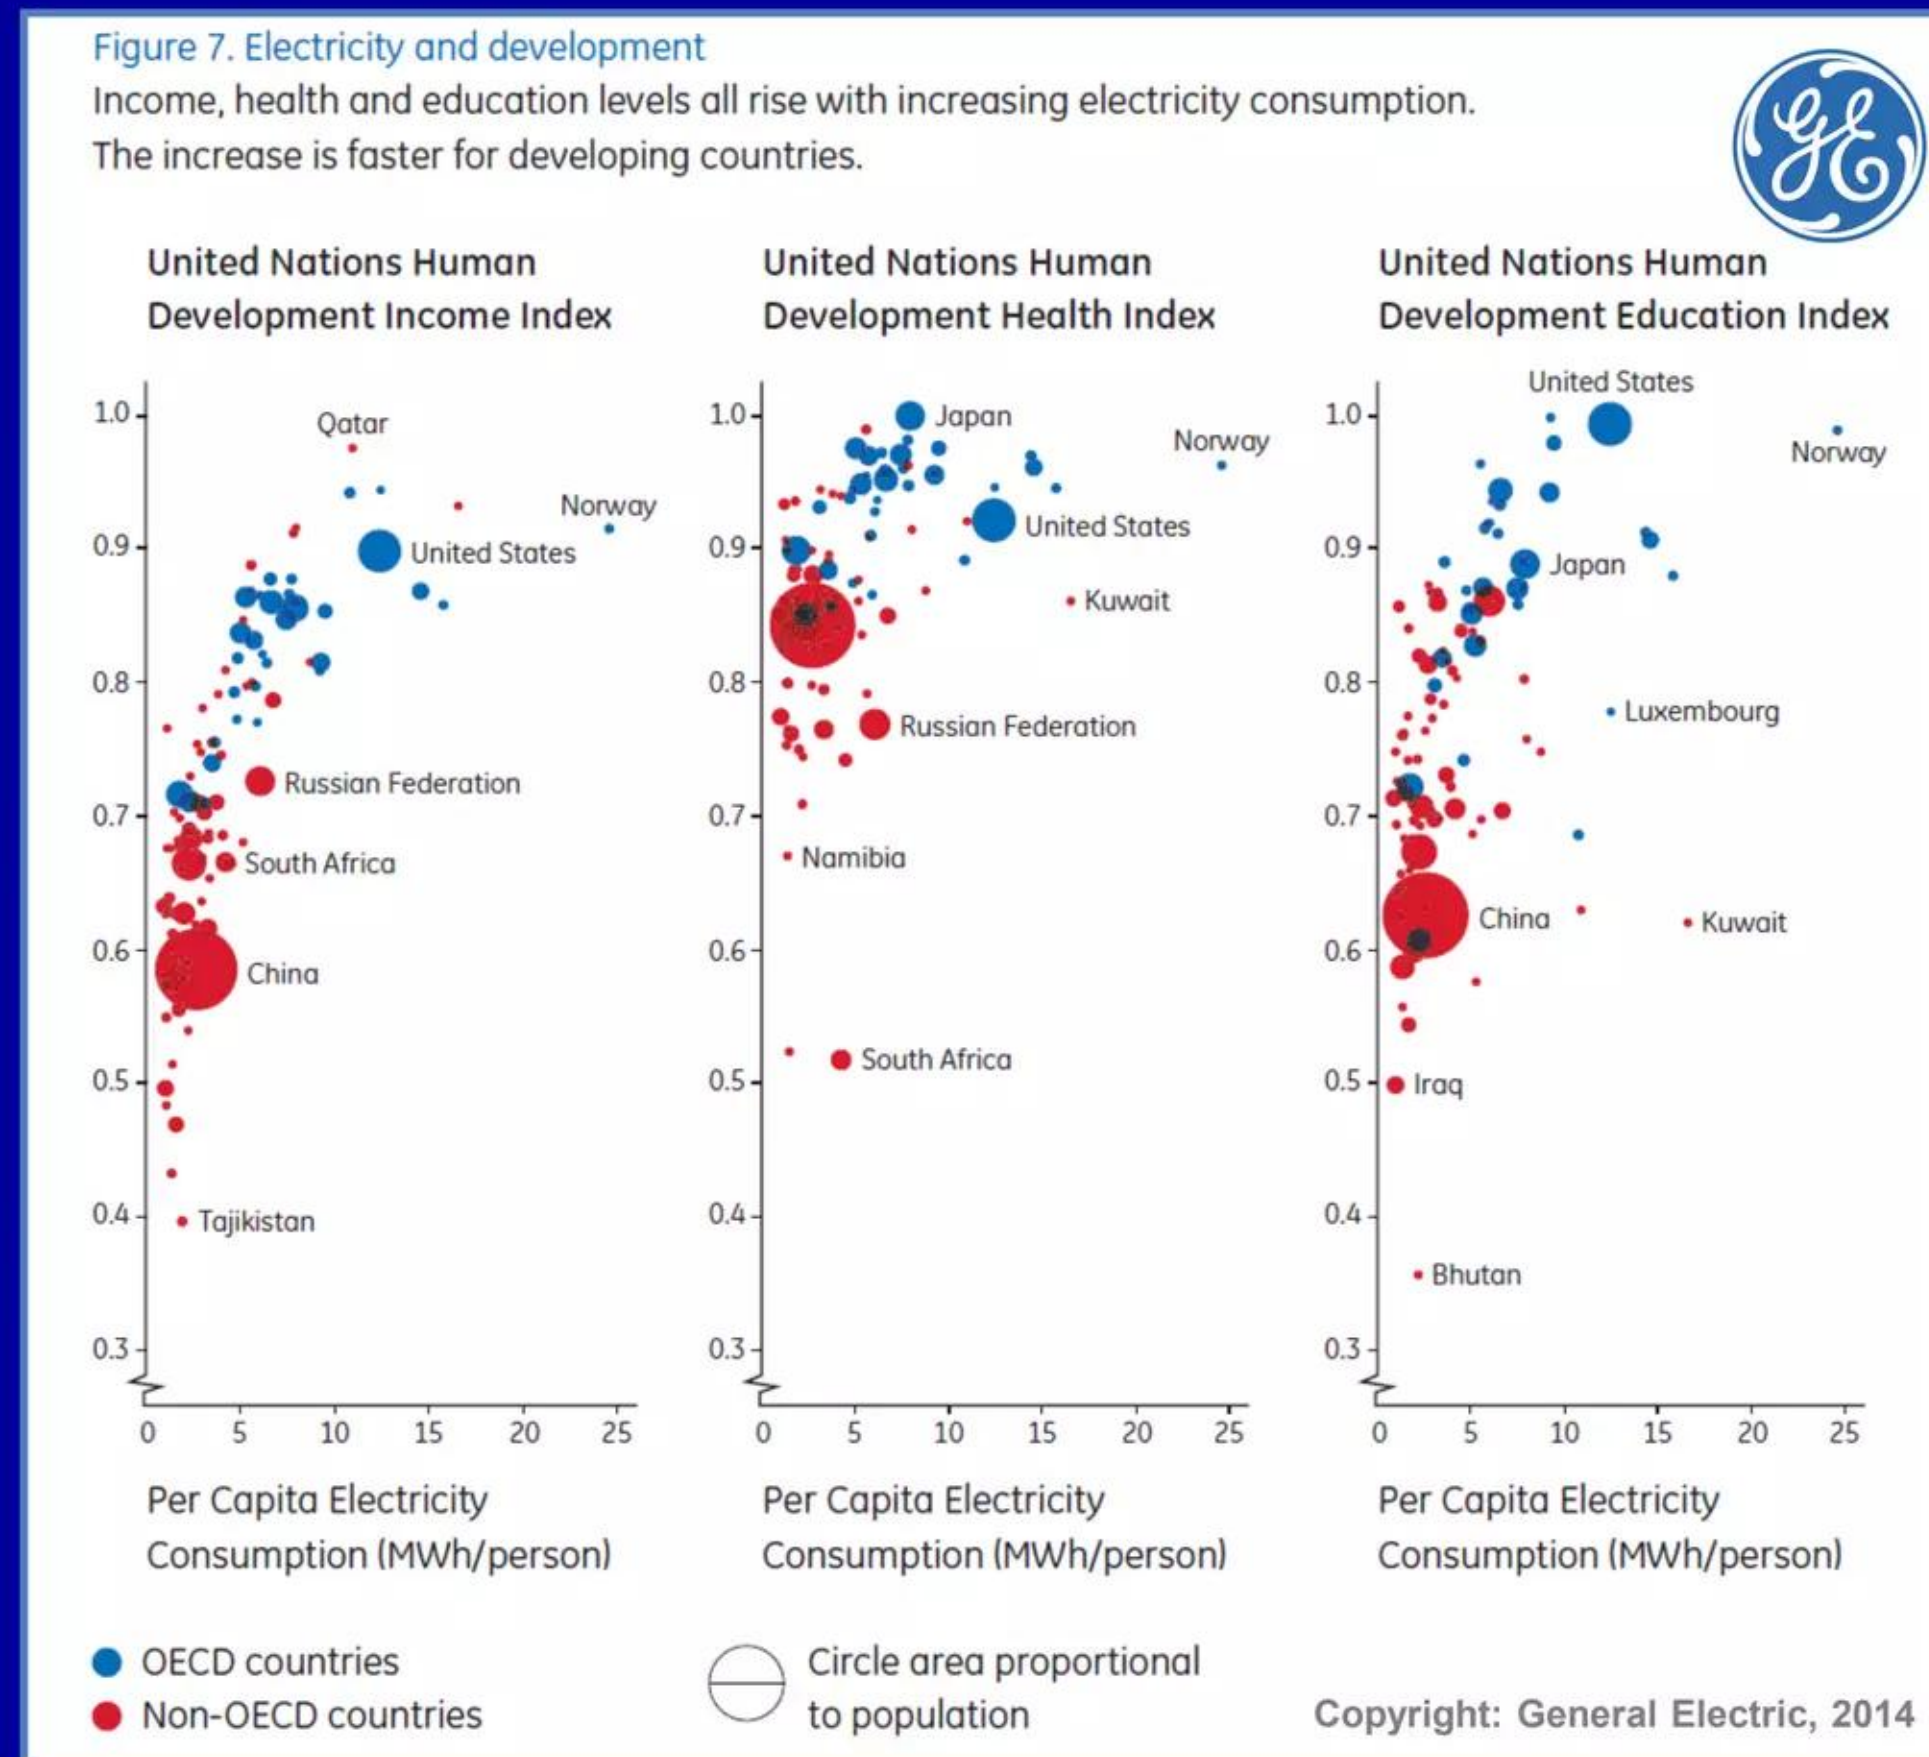 Figure 7. Electricity and development
Income, health and education levels all rise with increasing electricity consumption.
The increase is faster for developing countries.
GE
United Nations Human
Development Income Index
1.0
0.9
0.8
0.7
0.6
0.5
0.4
0.3
Qatar
Norway
United States
Russian Federation
South Africa
China
Tajikistan
0 5 10 15 20 25
Per Capita Electricity
Consumption (MWh/person)
United Nations Human
Development Health Index
1.0
0.9
0.8
0.7
0.6
0.5
0.4
0.3
Japan
Norway
United States
Kuwait
Russian Federation
Namibia
South Africa
0 5 10 15 20 25
Per Capita Electricity
Consumption (MWh/person)
United Nations Human
Development Education Index
1.0
0.9
0.8
0.7
0.6
0.5
0.4
0.3
United States
Norway
Japan
Luxembourg
China
Kuwait
Iraq
Bhutan
0 5 10 15 20 25
Per Capita Electricity
Consumption (MWh/person)
OECD countries
Non-OECD countries
Circle area proportional
to population
Copyright: General Electric, 2014